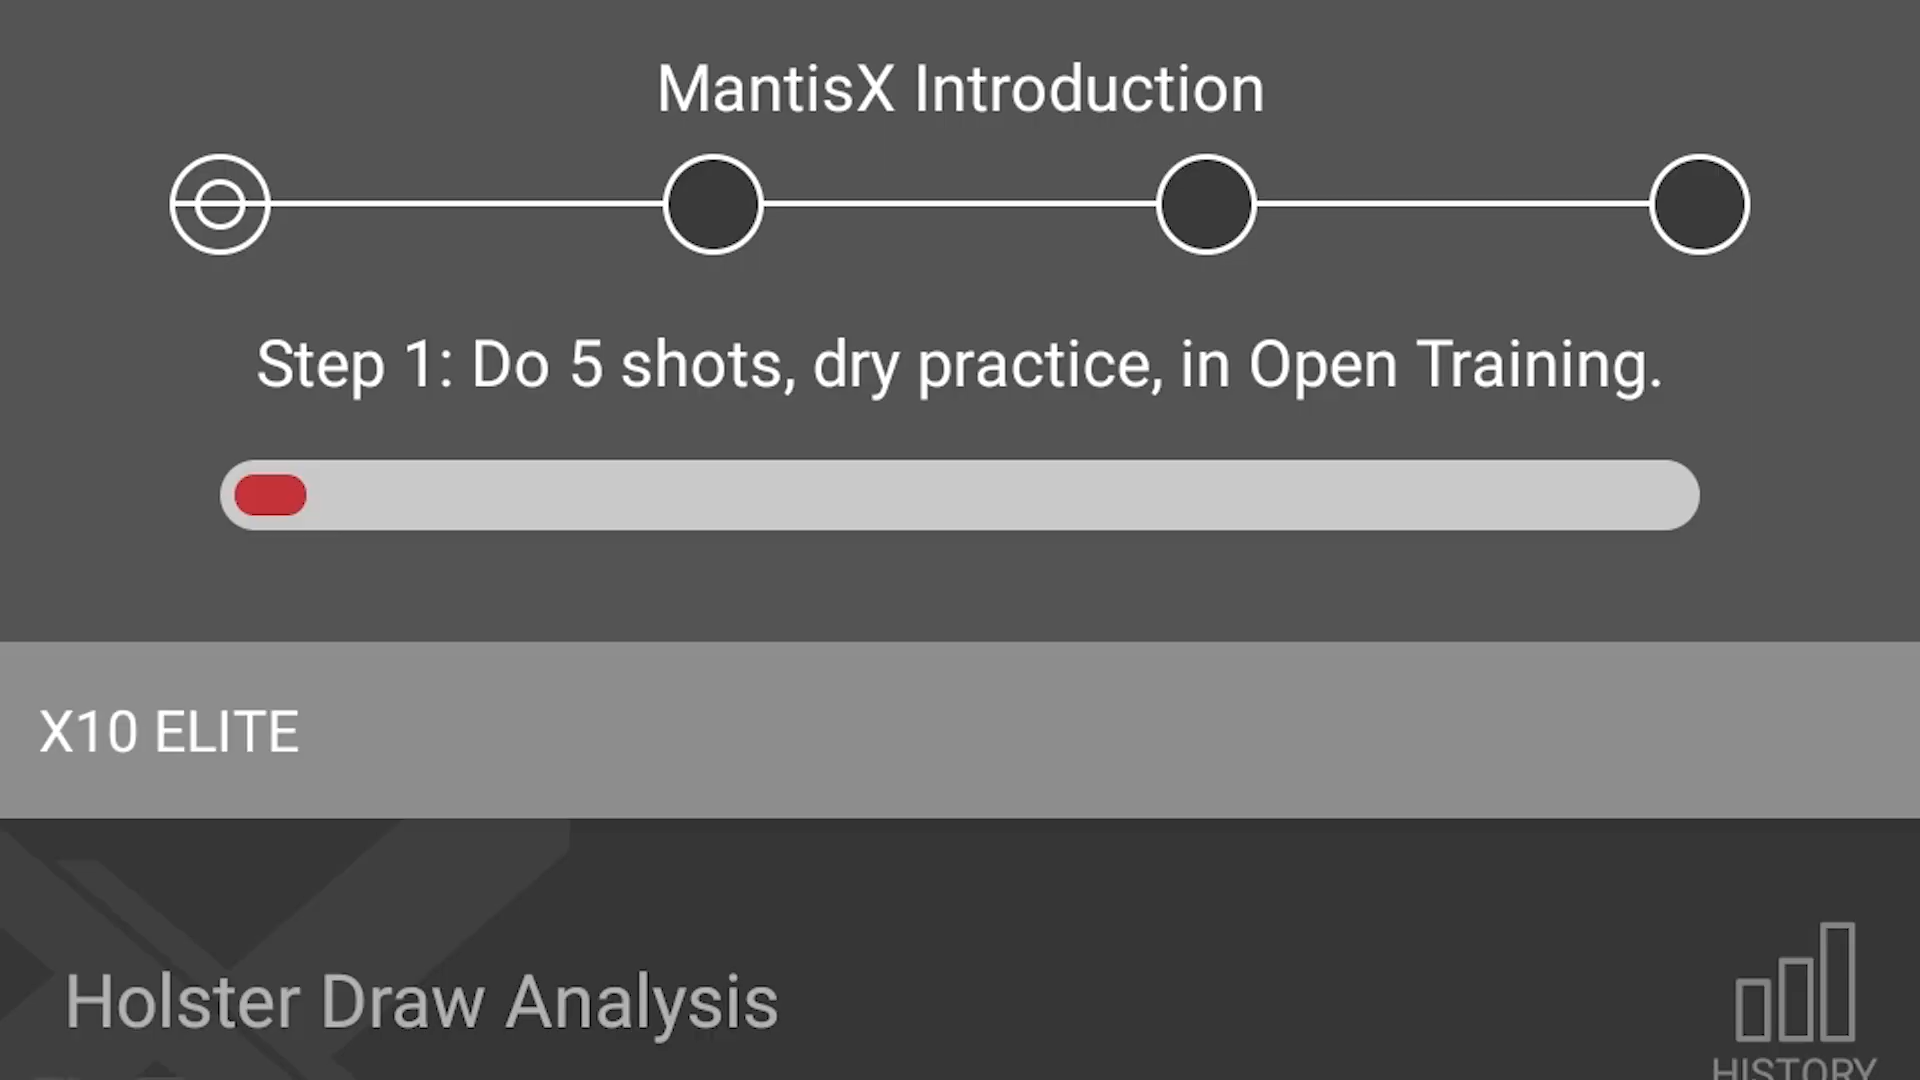 MantisX Introduction
Step 1: Do 5 shots, dry practice, in Open Training.
X10 ELITE
Holster Draw Analysis
HISTORY